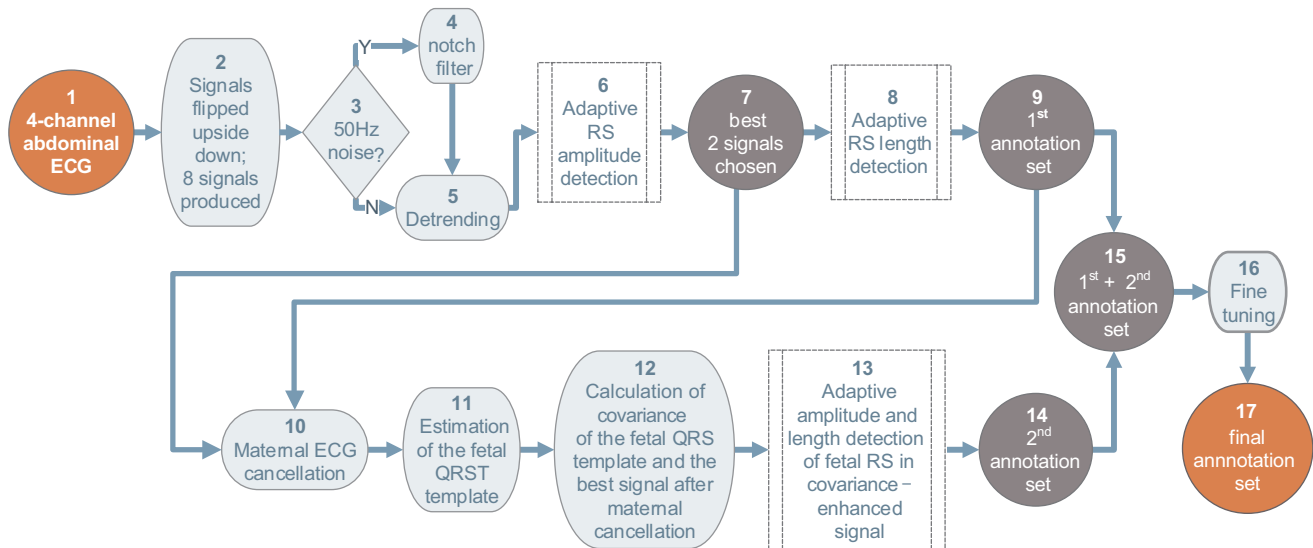 1
4-channel
abdominal
ECG
2
Signals
flipped
upside
down;
8 signals
produced
3
50Hz
noise?
Y
N
4
notch
filter
5
Detrending
6
Adaptive
RS
amplitude
detection
7
best
2 signals
chosen
8
Adaptive
RS length
detection
9
1st
annotation
set
10
Maternal ECG
cancellation
11
Estimation
of the fetal
QRST
template
12
Calculation of
covariance
of the fetal QRS
template and the
best signal after
maternal
cancellation
13
Adaptive
amplitude and
length detection
of fetal RS in
covariance –
enhanced
signal
14
2nd
annotation
set
15
1st + 2nd
annotation
set
16
Fine
tuning
17
final
annnotation
set